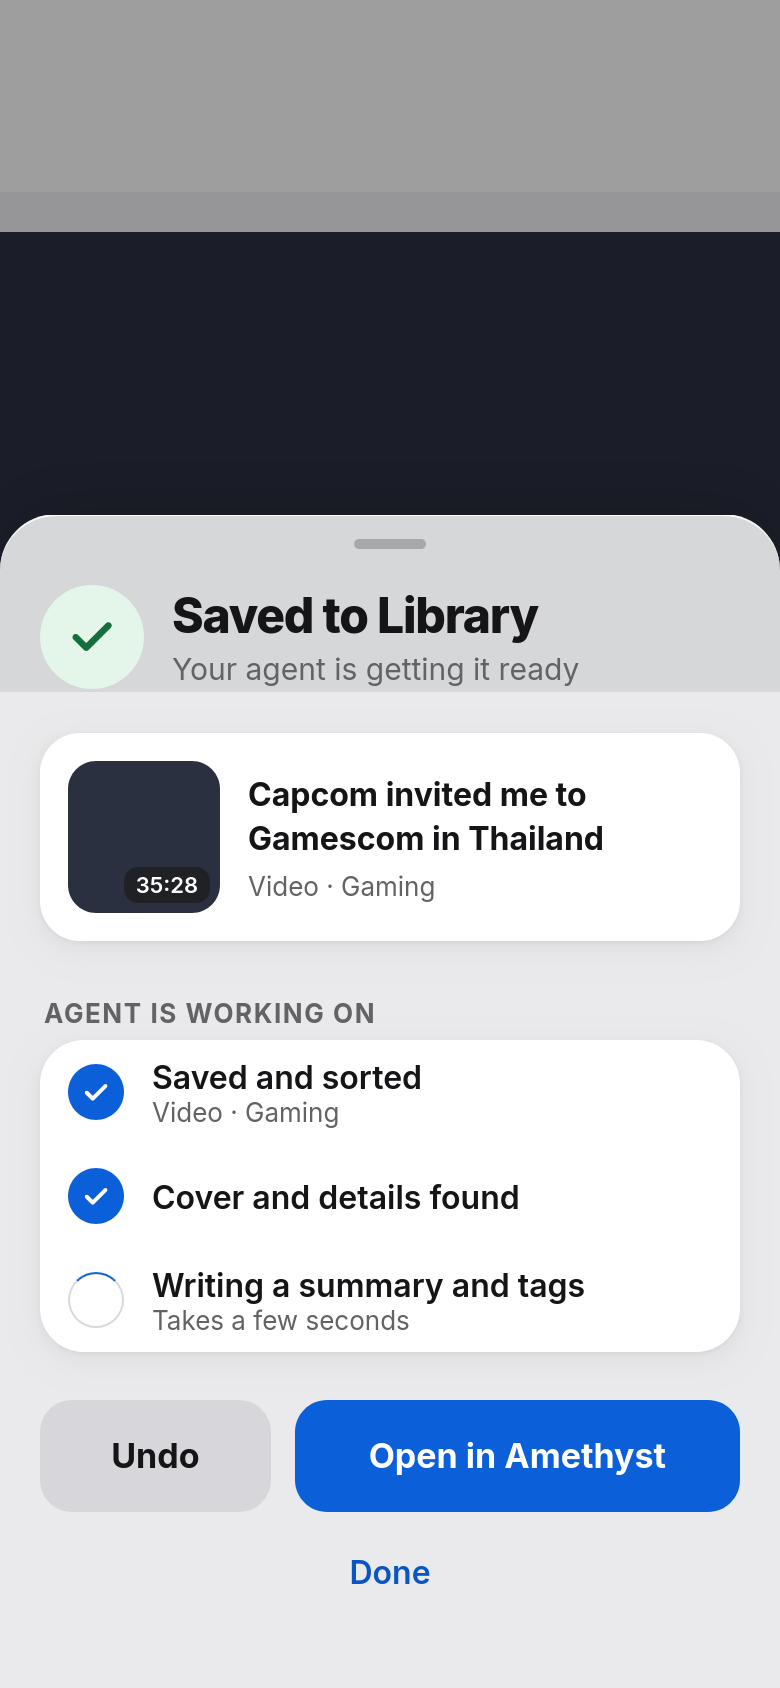 Saved to Library
Your agent is getting it ready
35:28
Capcom invited me to
Gamescom in Thailand
Video · Gaming
AGENT IS WORKING ON
Saved and sorted
Video · Gaming
Cover and details found
Writing a summary and tags
Takes a few seconds
Undo
Open in Amethyst
Done